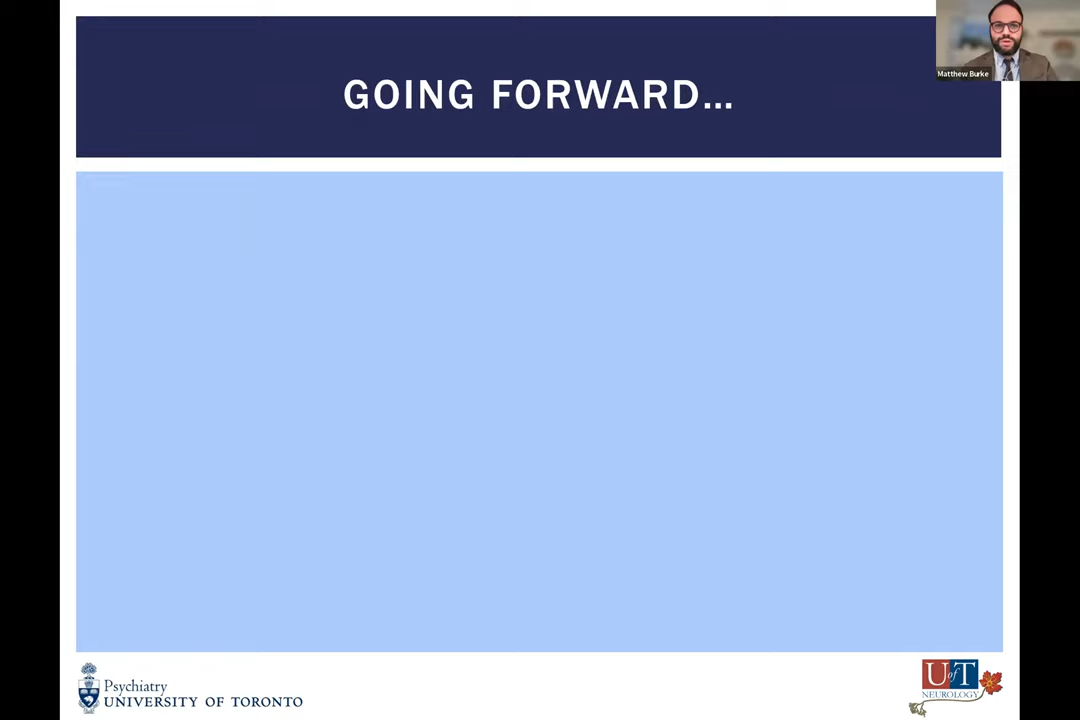 GOING FORWARD...
Matthew Burke
Psychiatry
UNIVERSITY OF TORONTO
UofT
NEUROLOGY